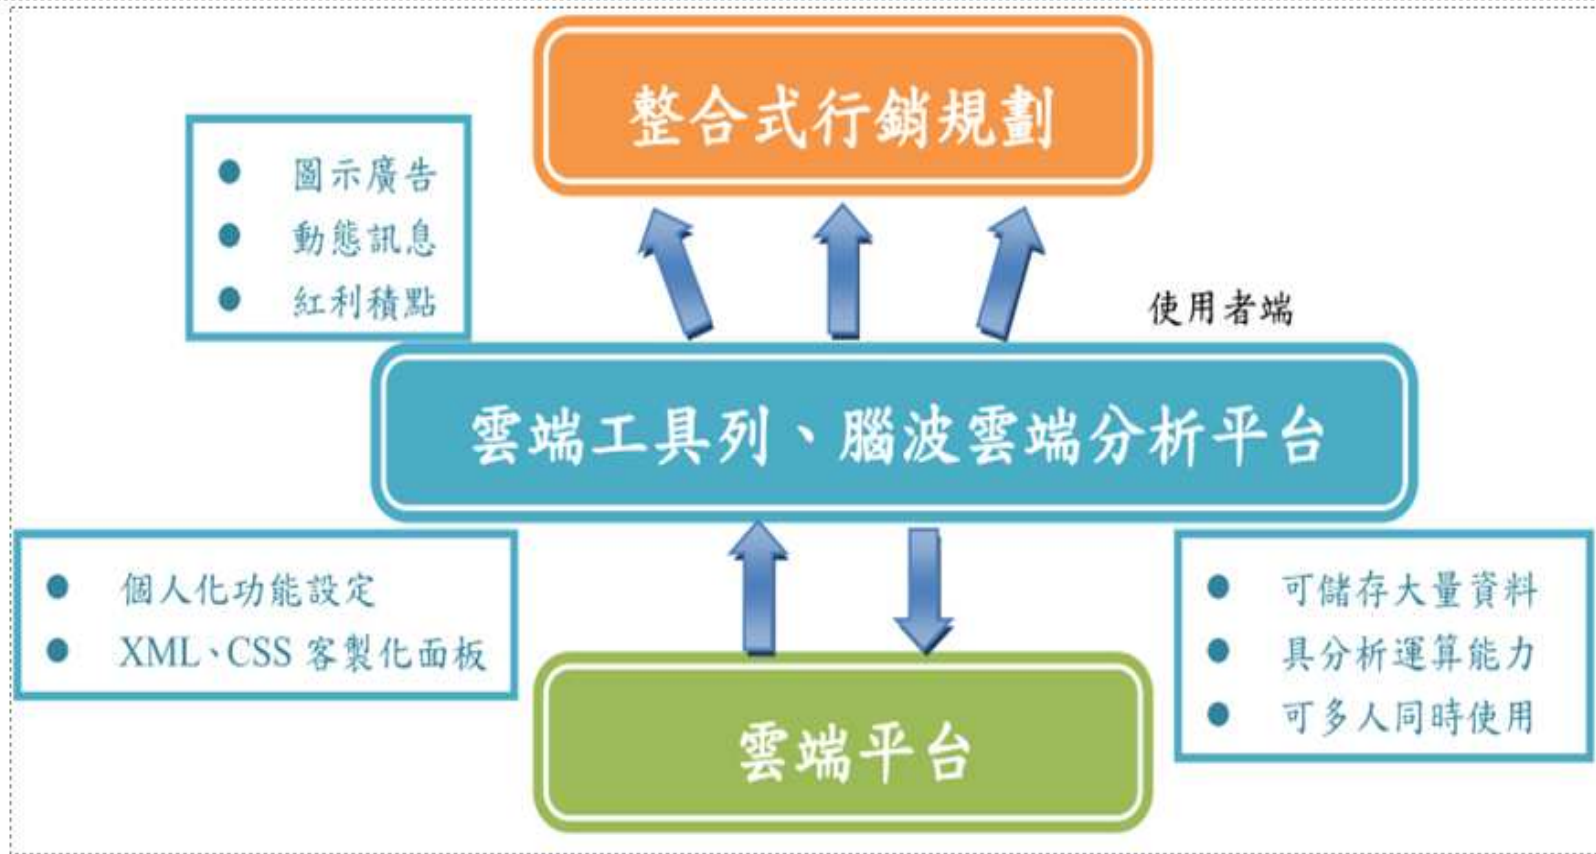 整合式行銷規劃
● 圖示廣告
● 動態訊息
● 紅利積點
使用者端
雲端工具列、腦波雲端分析平台
● 個人化功能設定
● XML、CSS 客製化面板
● 可儲存大量資料
● 具分析運算能力
● 可多人同時使用
雲端平台